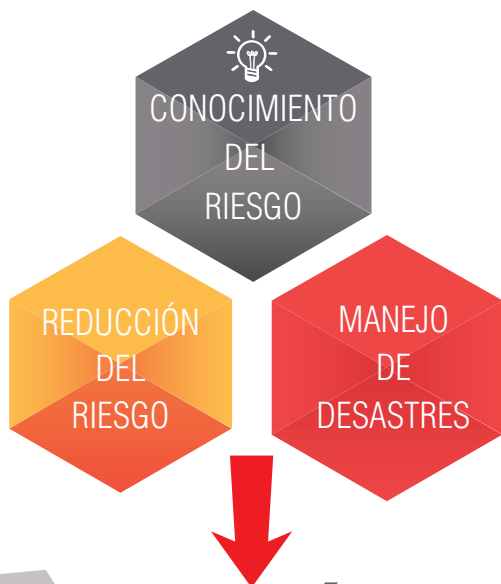 CONOCIMIENTO
DEL
RIESGO
REDUCCIÓN
DEL
RIESGO
MANEJO
DE
DESASTRES